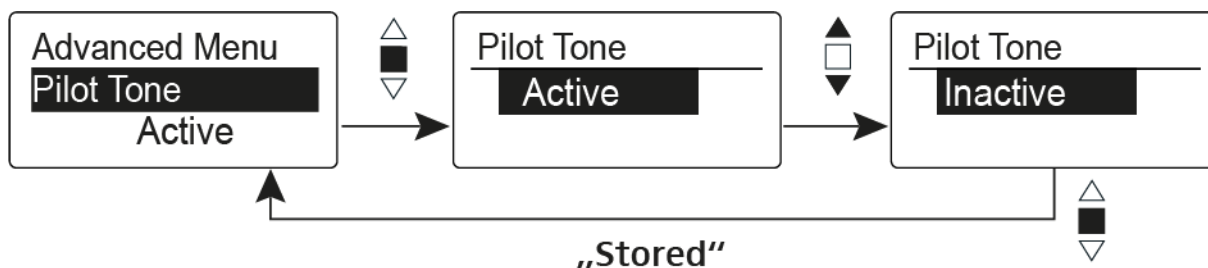 Advanced Menu
Pilot Tone
Active
Pilot Tone
Active
Pilot Tone
Inactive
„Stored“